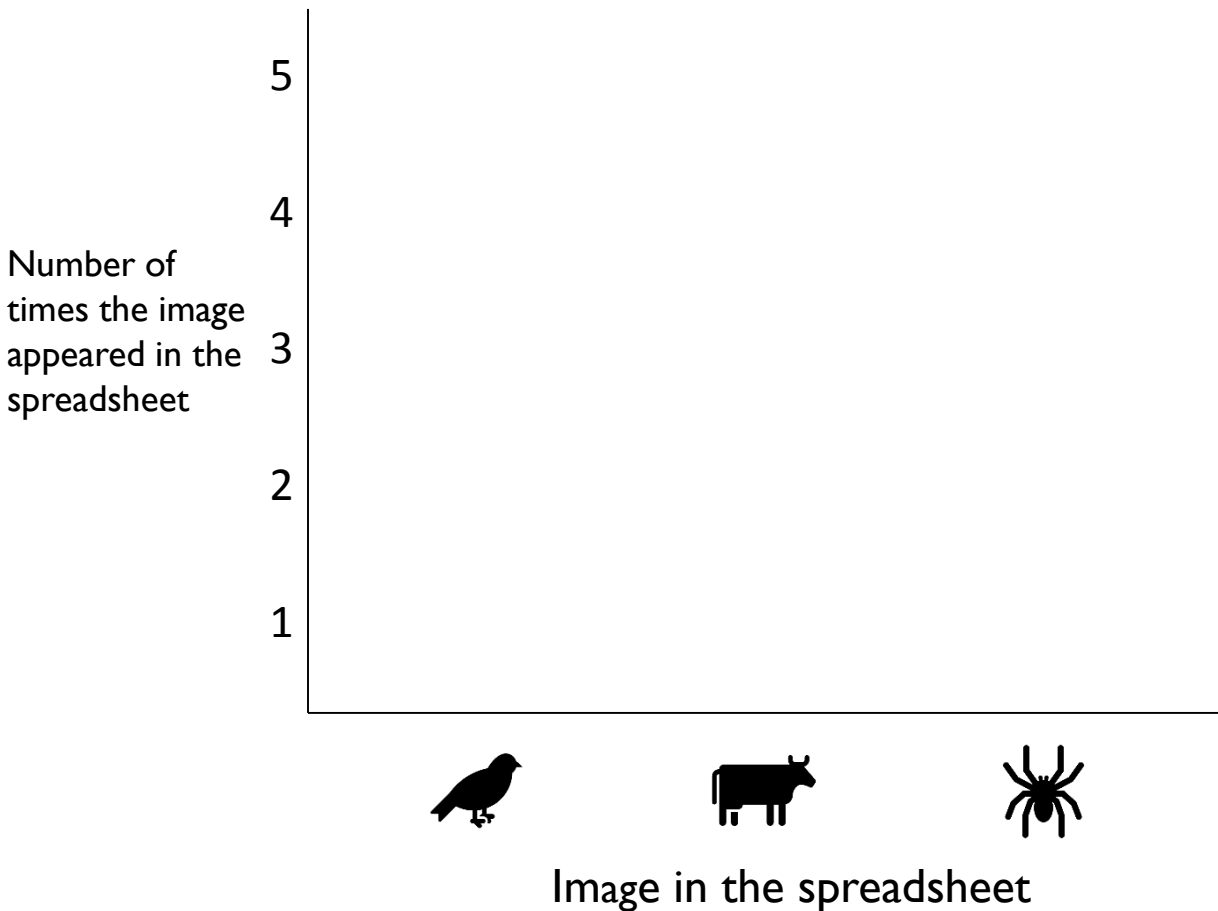 5
4
Number of
times the image
appeared in the
3
spreadsheet
2
1
Image in the spreadsheet